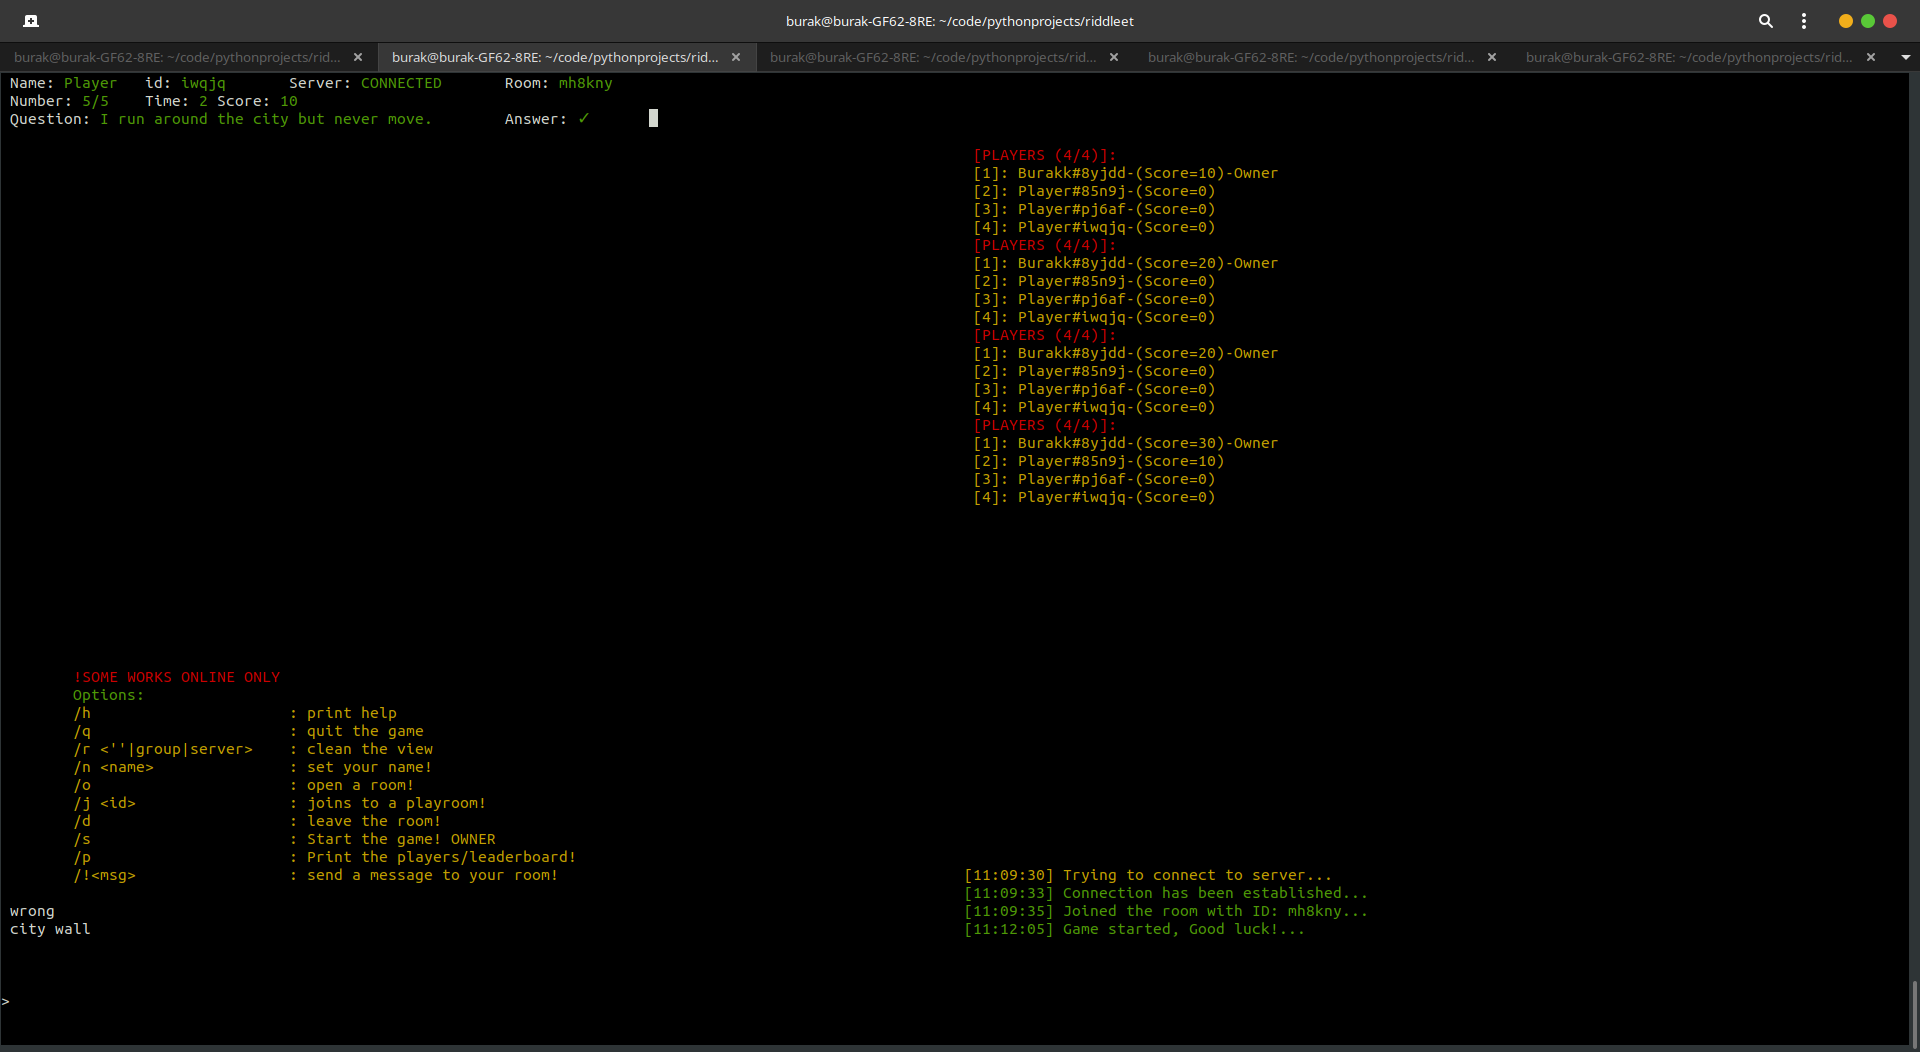 burak@burak-GF62-8RE: ~/code/pythonprojects/riddleet
burak@burak-GF62-8RE: ~/code/pythonprojects/ridd... × burak@burak-GF62-8RE: ~/code/pythonprojects/ridd... × burak@burak-GF62-8RE: ~/code/pythonprojects/rid... × burak@burak-GF62-8RE: ~/code/pythonprojects/rid... × burak@burak-GF62-8RE: ~/code/pythonprojects/rid... ×
Name: Player id: iwqjq Server: CONNECTED Room: mh8kny
Number: 5/5 Time: 2 Score: 10
Question: I run around the city but never move. Answer: ✓
[PLAYERS (4/4)]:
[1]: Burakk#8yjdd-(Score=10)-Owner
[2]: Player#85n9j-(Score=0)
[3]: Player#pj6af-(Score=0)
[4]: Player#iwqjq-(Score=0)
[PLAYERS (4/4)]:
[1]: Burakk#8yjdd-(Score=20)-Owner
[2]: Player#85n9j-(Score=0)
[3]: Player#pj6af-(Score=0)
[4]: Player#iwqjq-(Score=0)
[PLAYERS (4/4)]:
[1]: Burakk#8yjdd-(Score=20)-Owner
[2]: Player#85n9j-(Score=0)
[3]: Player#pj6af-(Score=0)
[4]: Player#iwqjq-(Score=0)
[PLAYERS (4/4)]:
[1]: Burakk#8yjdd-(Score=30)-Owner
[2]: Player#85n9j-(Score=10)
[3]: Player#pj6af-(Score=0)
[4]: Player#iwqjq-(Score=0)
!SOME WORKS ONLINE ONLY
Options:
/h : print help
/q : quit the game
/r <''|group|server> : clean the view
/n <name> : set your name!
/o : open a room!
/j <id> : joins to a playroom!
/d : leave the room!
/s : Start the game! OWNER
/p : Print the players/leaderboard!
/!<msg> : send a message to your room!
wrong
city wall
[11:09:30] Trying to connect to server...
[11:09:33] Connection has been established...
[11:09:35] Joined the room with ID: mh8kny...
[11:12:05] Game started, Good luck!...
>